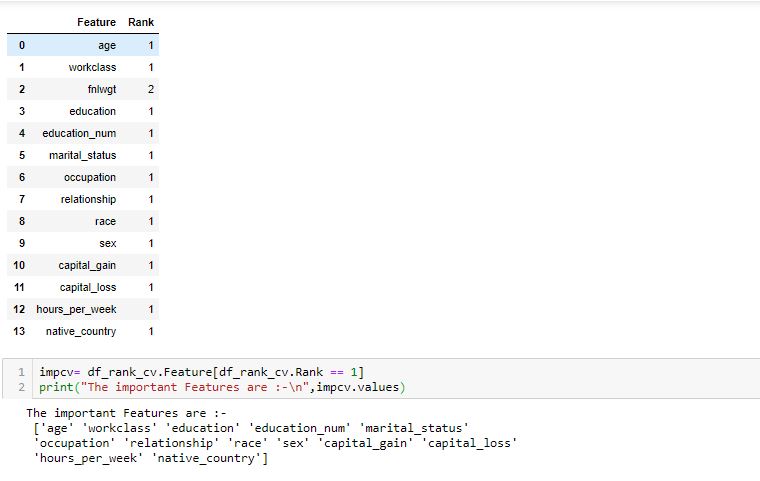 Feature Rank
0 age 1
1 workclass 1
2 fnlwgt 2
3 education 1
4 education_num 1
5 marital_status 1
6 occupation 1
7 relationship 1
8 race 1
9 sex 1
10 capital_gain 1
11 capital_loss 1
12 hours_per_week 1
13 native_country 1
1 impcv= df_rank_cv.Feature[df_rank_cv.Rank == 1]
2 print("The important Features are :-\n",impcv.values)
The important Features are :-
['age' 'workclass' 'education' 'education_num' 'marital_status'
'occupation' 'relationship' 'race' 'sex' 'capital_gain' 'capital_loss'
'hours_per_week' 'native_country']